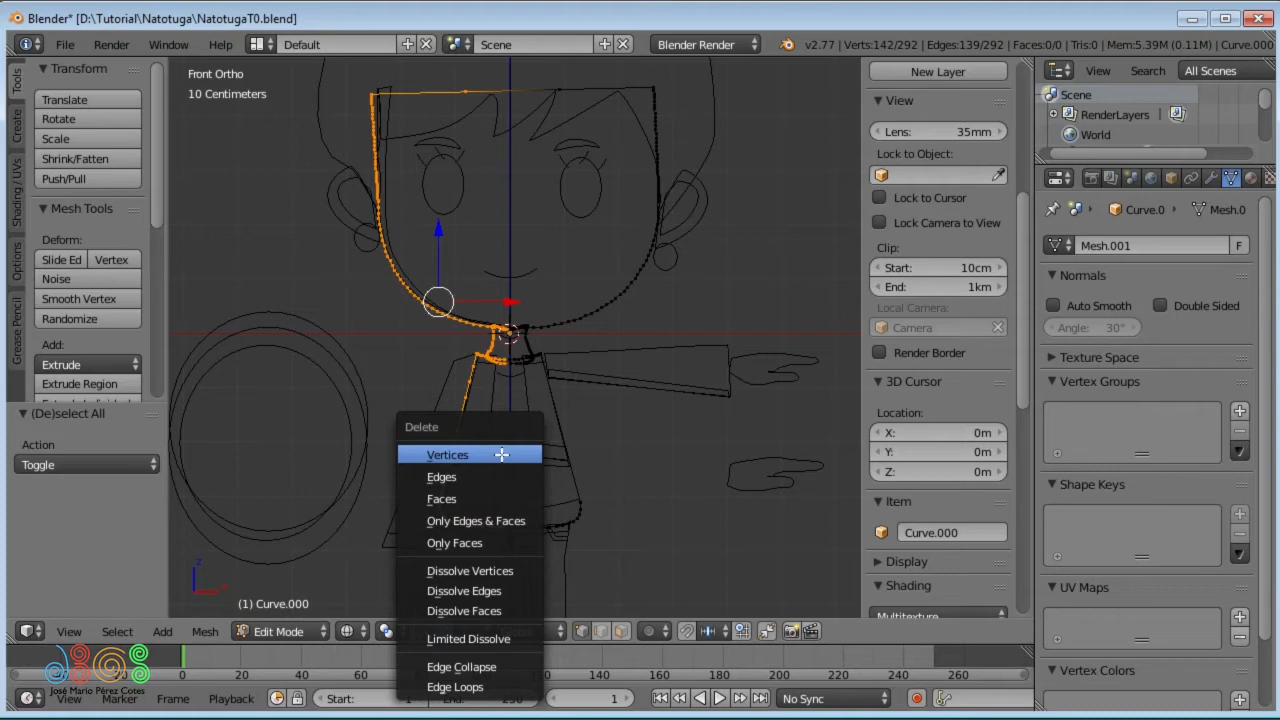 Blender* [D:\Tutorial\Natotuga\NatotugaT0.blend]
File Render Window Help Default Scene Blender Render v2.77 | Verts:142/292 | Edges:139/292 | Faces:0/0 | Tris:0 | Mem:5.39M (0.11M) | Curve.000
Tools
Create
Shading / UVs
Options
Grease Pencil
Transform
Translate
Rotate
Scale
Shrink/Fatten
Push/Pull
Mesh Tools
Deform:
Slide Ed Vertex
Noise
Smooth Vertex
Randomize
Add:
Extrude
Extrude Region
(De)select All
Action
Toggle
Front Ortho
10 Centimeters
z
x
(1) Curve.000
Delete
Vertices
Edges
Faces
Only Edges & Faces
Only Faces
Dissolve Vertices
Dissolve Edges
Dissolve Faces
Limited Dissolve
Edge Collapse
Edge Loops
New Layer
View
Lens: 35mm
Lock to Object:
Lock to Cursor
Lock Camera to View
Clip:
Start: 10cm
End: 1km
Local Camera:
Camera
Render Border
3D Cursor
Location:
X: 0m
Y: 0m
Z: 0m
Item
Curve.000
Display
Shading
Multitexture
View Search All Scenes
Scene
RenderLayers
World
Curve.0 Mesh.0
Mesh.001 F
Normals
Auto Smooth Double Sided
Angle: 30°
Texture Space
Vertex Groups
Shape Keys
UV Maps
Vertex Colors
View Select Add Mesh Edit Mode
0 20 40 60 80 140 160 180 200 220 240 260
José Mario Pérez Cotes
View Marker Frame Playback Start: 1 End: 250 1 No Sync